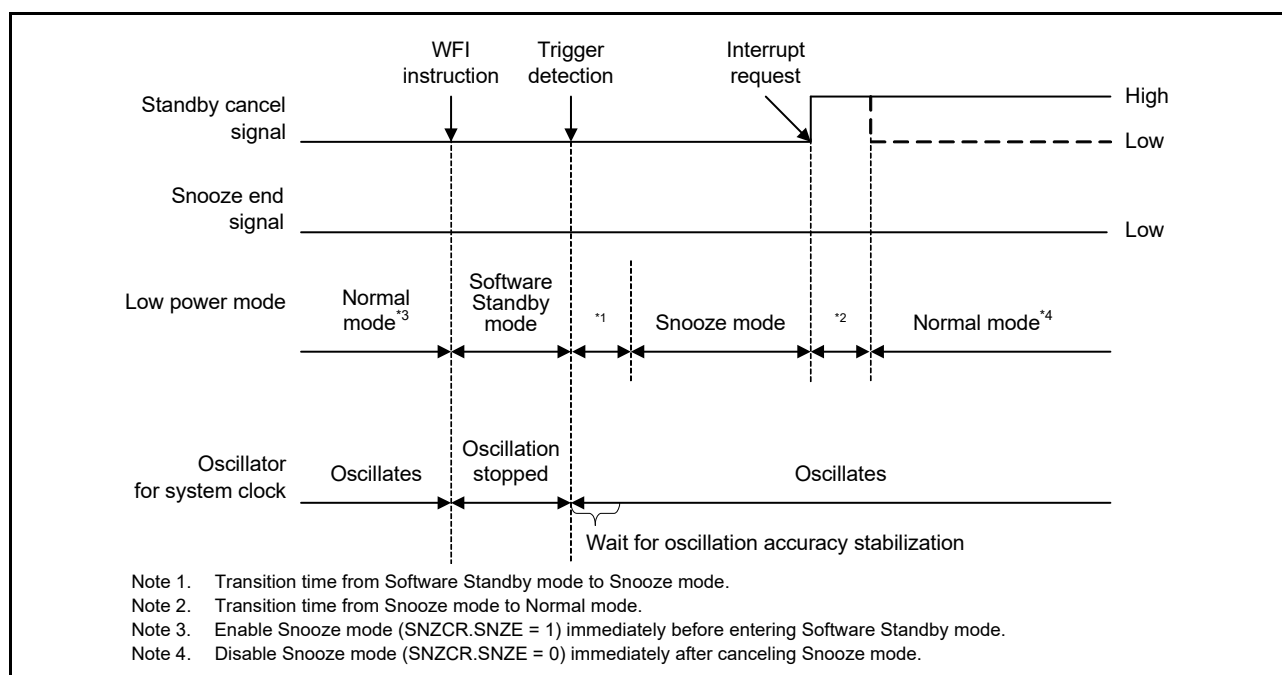 WFI instruction
Trigger detection
Interrupt request
Standby cancel signal
High
Low
Snooze end signal
Low
Low power mode
Normal mode*3
Software Standby mode
*1
Snooze mode
*2
Normal mode*4
Oscillator for system clock
Oscillates
Oscillation stopped
Oscillates
Wait for oscillation accuracy stabilization
Note 1. Transition time from Software Standby mode to Snooze mode.
Note 2. Transition time from Snooze mode to Normal mode.
Note 3. Enable Snooze mode (SNZCR.SNZE = 1) immediately before entering Software Standby mode.
Note 4. Disable Snooze mode (SNZCR.SNZE = 0) immediately after canceling Snooze mode.